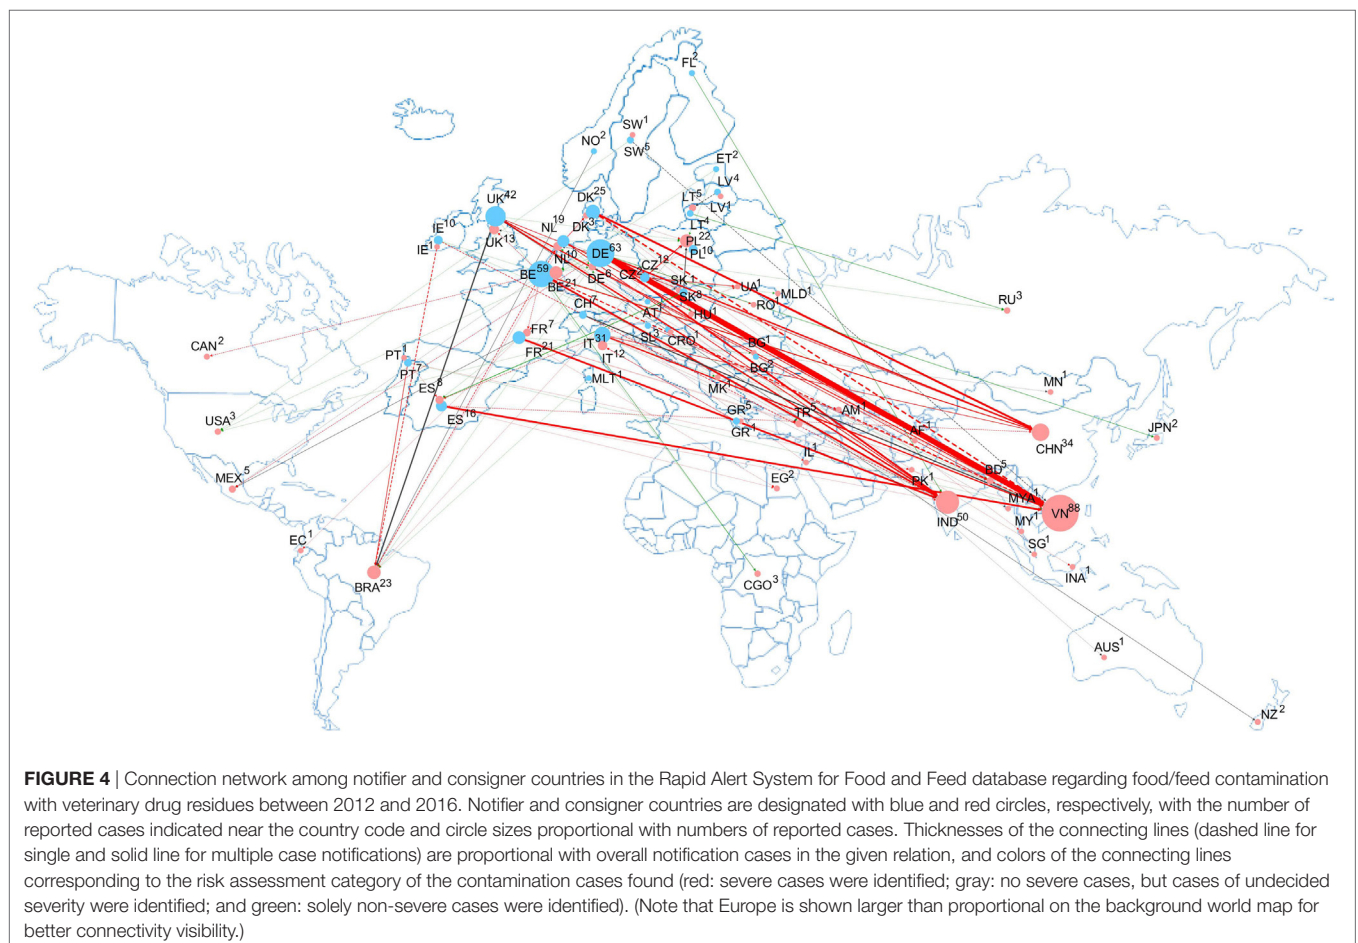 FL2
SW1
NO2
SW5
ET2
LV4
LT5
LV1
UK42
DK25
IE10
NL19
DK3
LT4
IE1
UK13
PL22
PL10
DE63
NL10
CZ12
BE59
CZ2
SK1
DE6
BE21
SK8
UA1
MLD1
RU3
CH7
AT1
RO1
HU1
FR7
IT31
SL3
CRO1
CAN2
PT1
FR21
IT12
BG1
PT7
BG2
MLT1
MK1
MN1
ES8
ES16
GR5
TR5
AM1
USA3
GR1
AF1
JPN2
CHN34
IL1
BD5
MEX5
EG2
PK1
MYA1
VN88
IND50
MY1
EC1
SG1
BRA23
CGO3
INA1
AUS1
NZ2
FIGURE 4 | Connection network among notifier and consigner countries in the Rapid Alert System for Food and Feed database regarding food/feed contamination
with veterinary drug residues between 2012 and 2016. Notifier and consigner countries are designated with blue and red circles, respectively, with the number of
reported cases indicated near the country code and circle sizes proportional with numbers of reported cases. Thicknesses of the connecting lines (dashed line for
single and solid line for multiple case notifications) are proportional with overall notification cases in the given relation, and colors of the connecting lines
corresponding to the risk assessment category of the contamination cases found (red: severe cases were identified; gray: no severe cases, but cases of undecided
severity were identified; and green: solely non-severe cases were identified). (Note that Europe is shown larger than proportional on the background world map for
better connectivity visibility.)